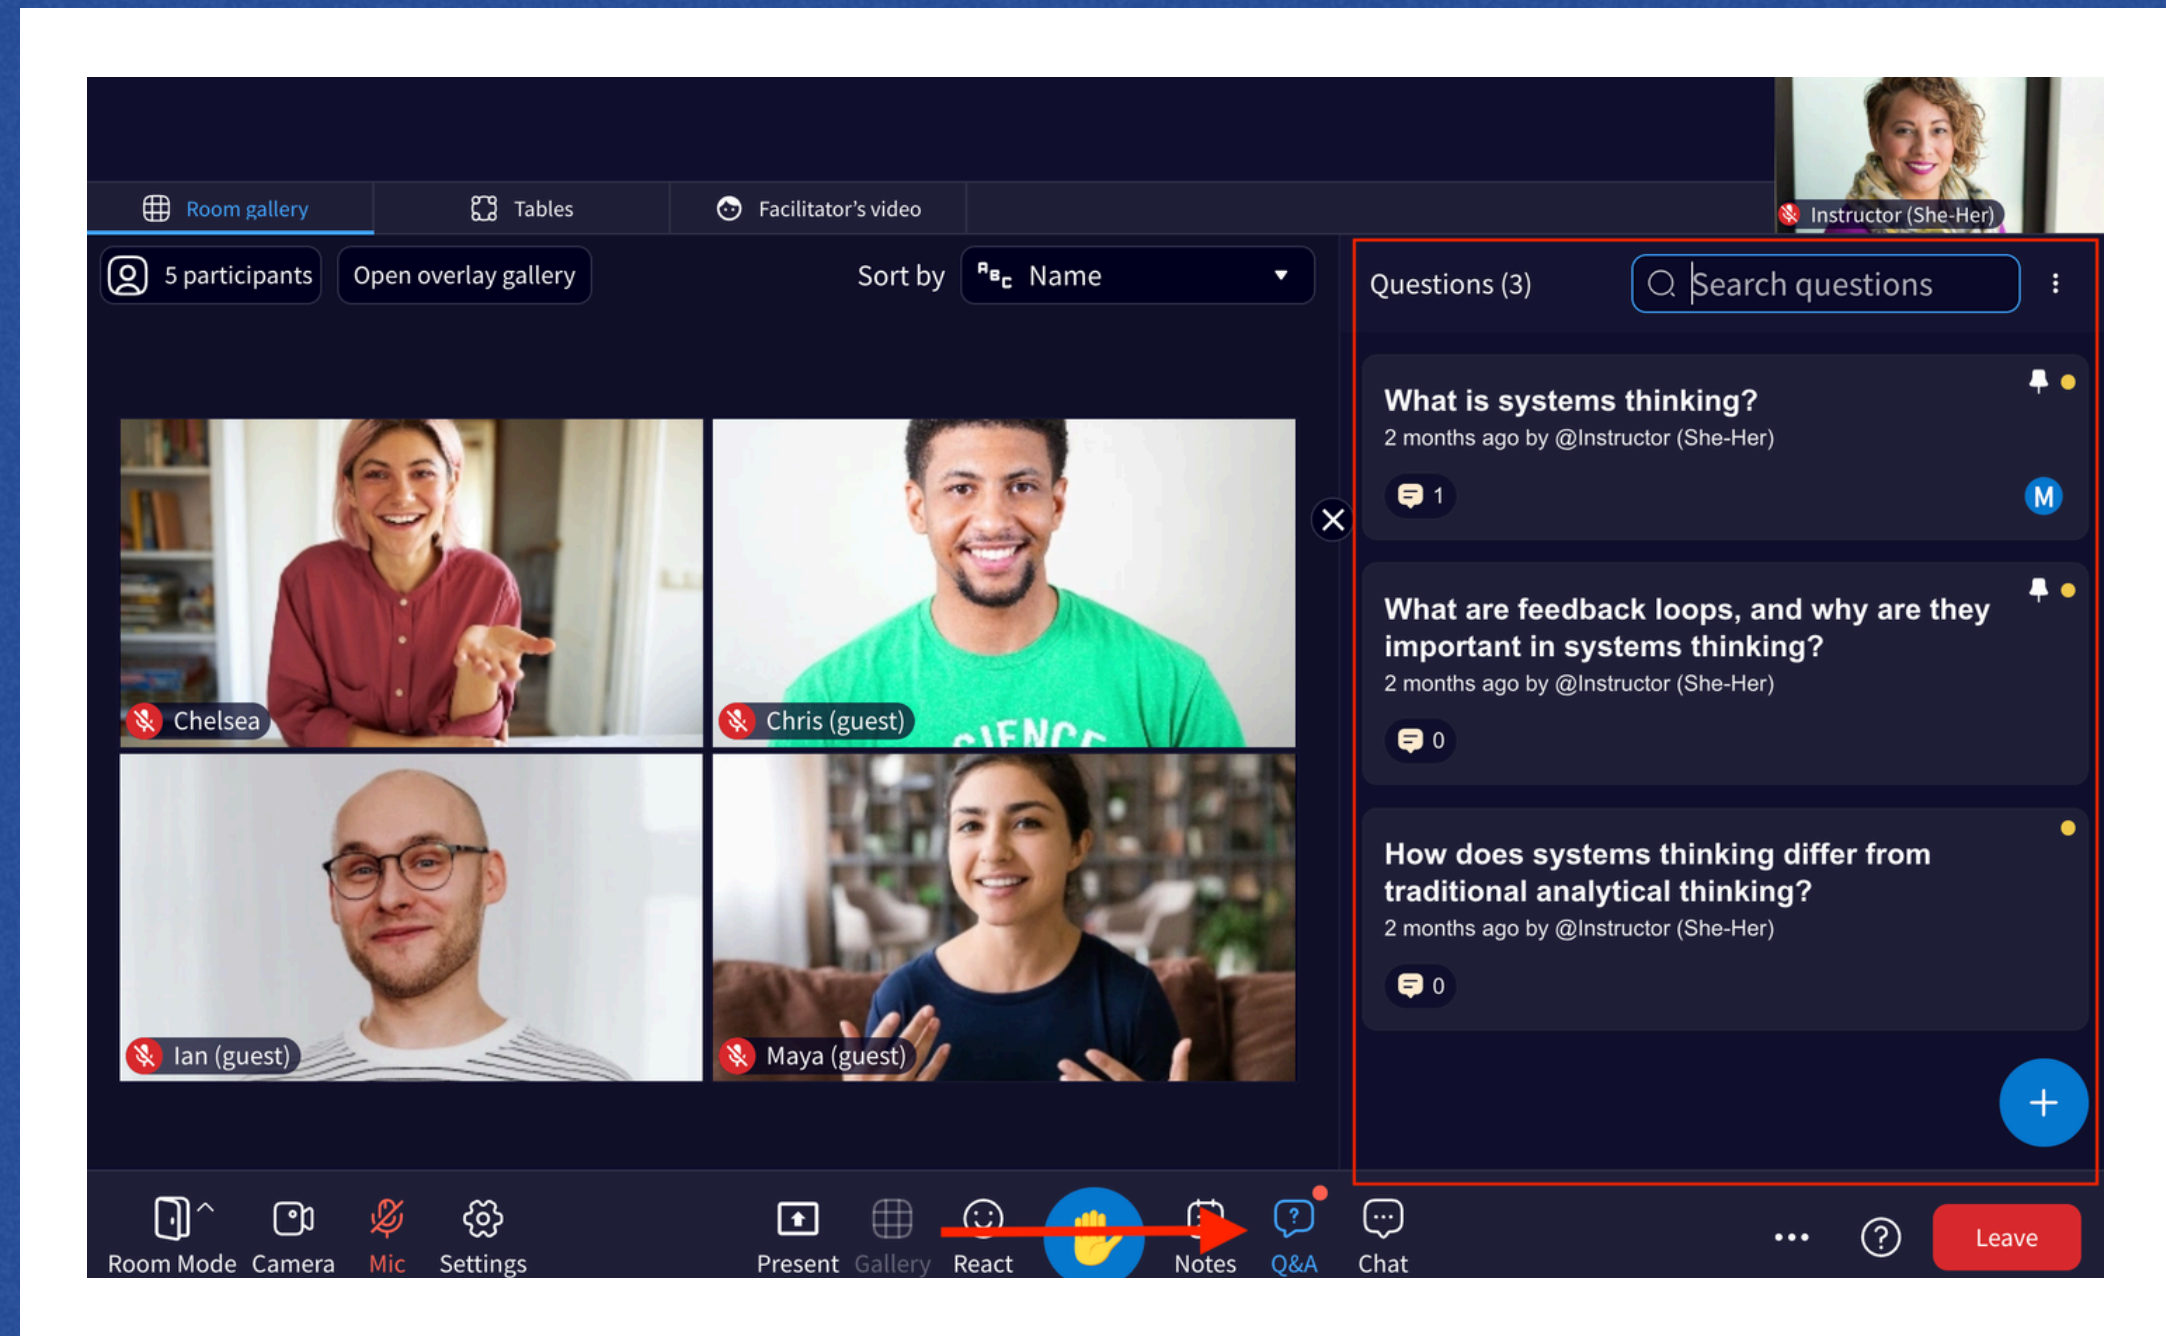 Instructor (She-Her)
Room gallery
Tables
Facilitator's video
5 participants
Open overlay gallery
Sort by
ABC Name
Chelsea
Chris (guest)
Ian (guest)
Maya (guest)
Questions (3)
Search questions
What is systems thinking?
2 months ago by @Instructor (She-Her)
1
M
What are feedback loops, and why are they
important in systems thinking?
2 months ago by @Instructor (She-Her)
0
How does systems thinking differ from
traditional analytical thinking?
2 months ago by @Instructor (She-Her)
0
Room Mode
Camera
Mic
Settings
Present
Gallery
React
Notes
Q&A
Chat
Leave